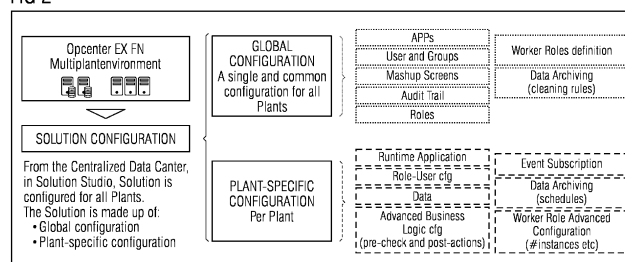 Opcenter EX FN
Multiplantenvironment
SOLUTION CONFIGURATION
From the Centralized Data Canter,
in Solution Studio, Solution is
configured for all Plants.
The Solution is made up of:
• Global configuration
• Plant-specific configuration
GLOBAL
CONFIGURATION
A single and common
configuration for all
Plants
APPs
User and Groups
Mashup Screens
Audit Trail
Roles
Worker Roles definition
Data Archiving
(cleaning rules)
PLANT-SPECIFIC
CONFIGURATION
Per Plant
Runtime Application
Role-User cfg
Data
Advanced Business
Logic cfg
(pre-check and post-actions)
Event Subscription
Data Archiving
(schedules)
Worker Role Advanced
Configuration
(#instances etc)